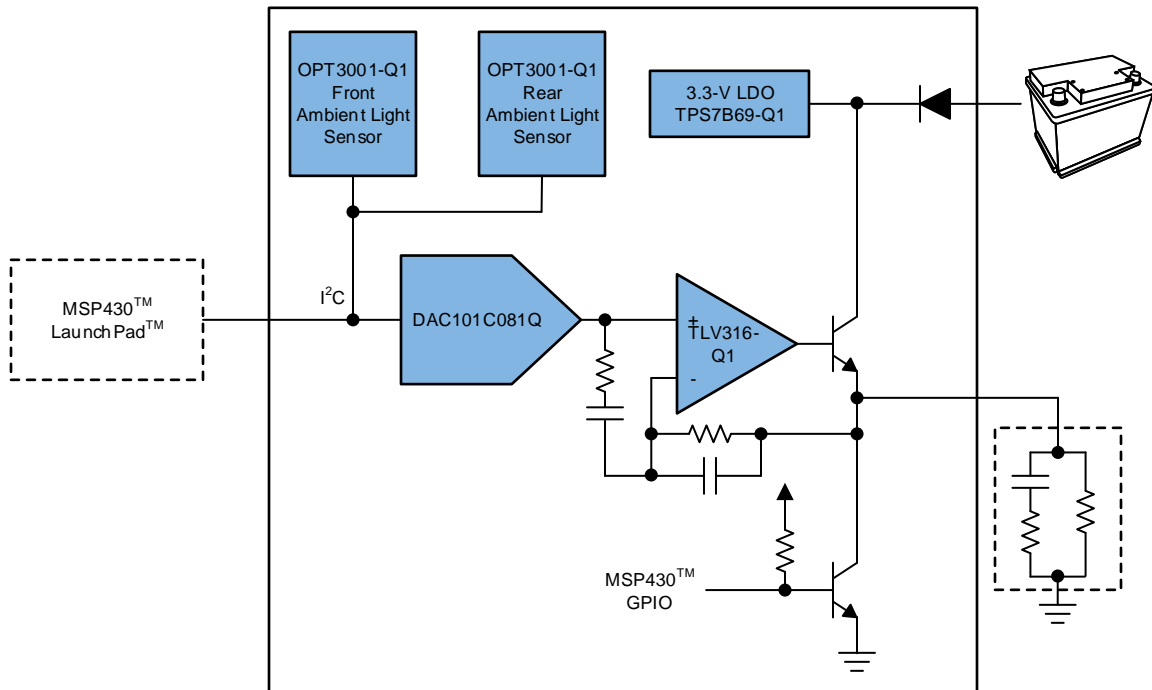 OPT3001-Q1
Front
Ambient Light
Sensor
OPT3001-Q1
Rear
Ambient Light
Sensor
3.3-V LDO
TPS7B69-Q1
MSP430™
LaunchPad™
I²C
DAC101C081Q
+
TLV316-
Q1
-
MSP430™
GPIO